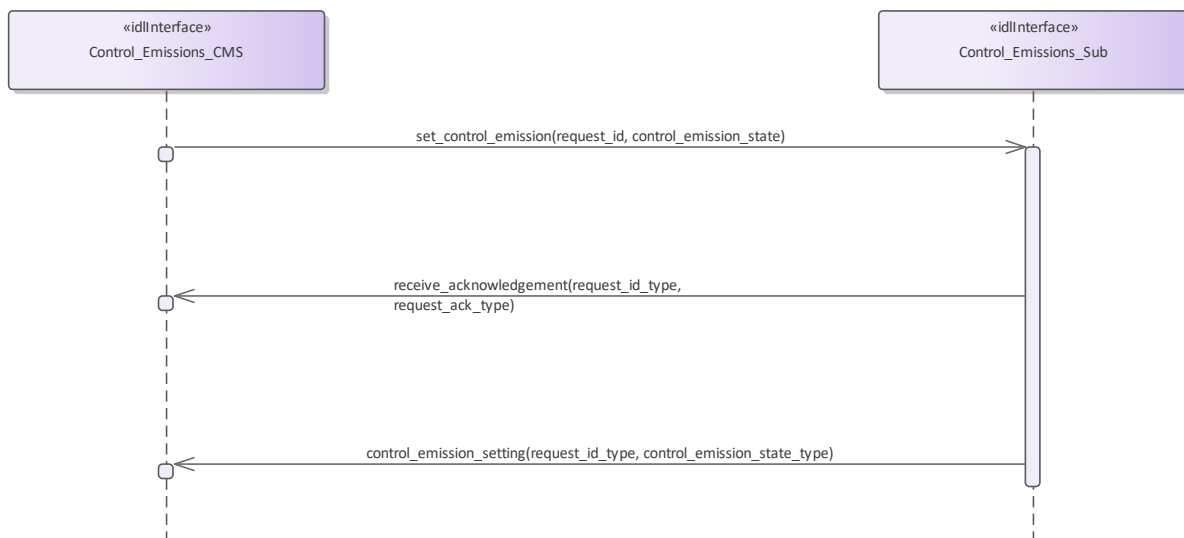 «idlInterface»
Control_Emissions_CMS
«idlInterface»
Control_Emissions_Sub
set_control_emission(request_id, control_emission_state)
receive_acknowledgement(request_id_type,
request_ack_type)
control_emission_setting(request_id_type, control_emission_state_type)